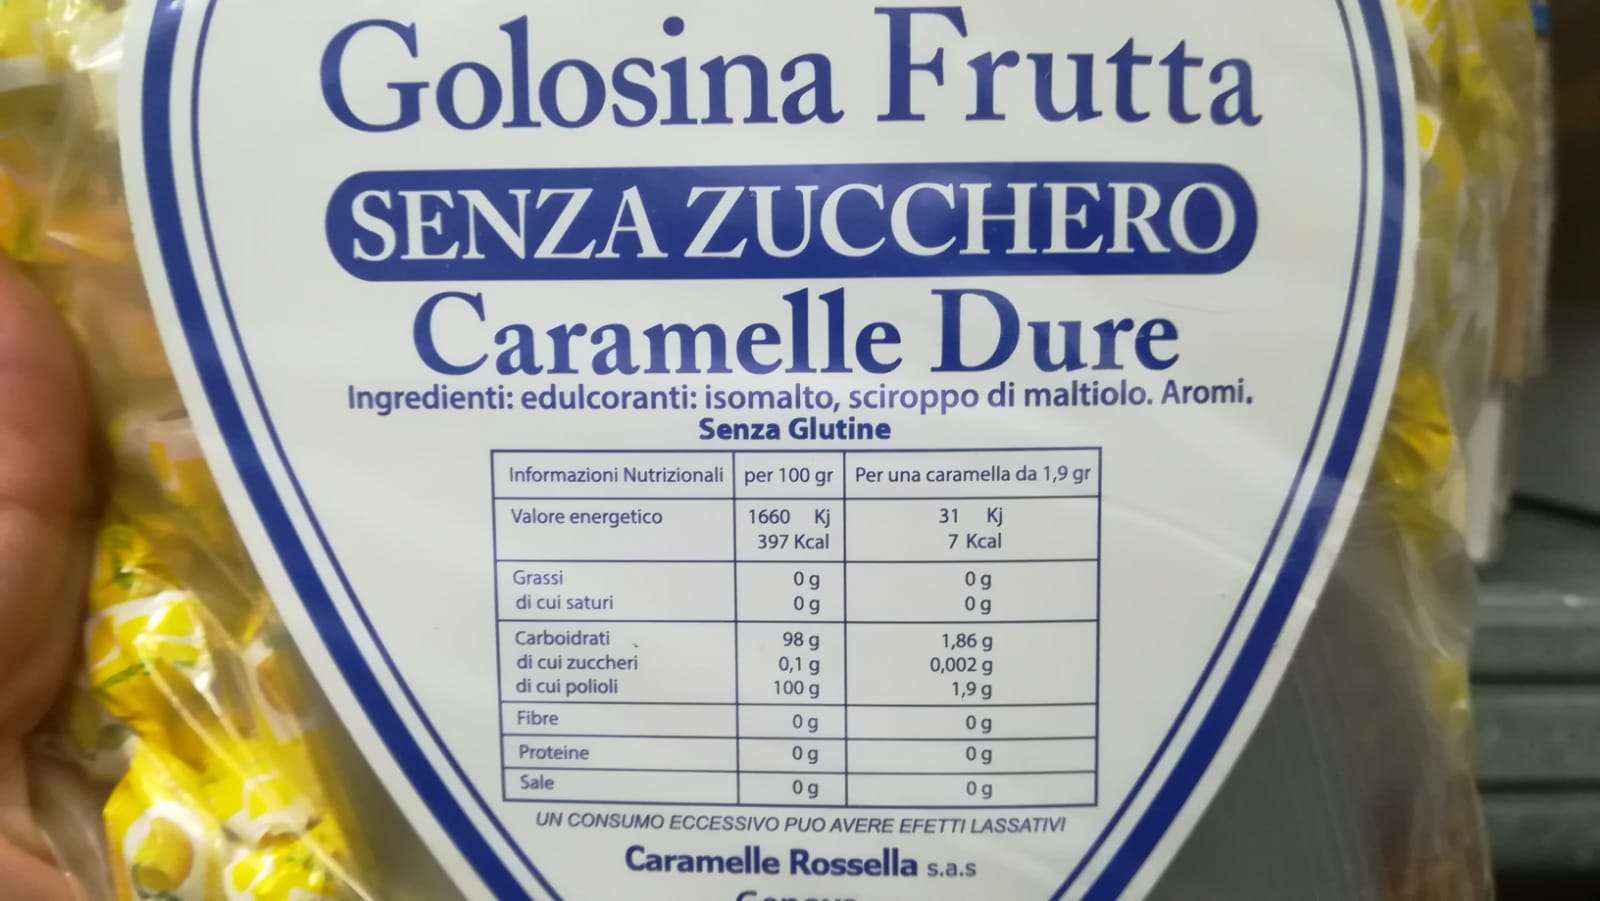 Golosina Frutta
SENZA ZUCCHERO
Caramelle Dure
Ingredienti: edulcoranti: isomalto, sciroppo di maltiolo. Aromi.
Senza Glutine
Informazioni Nutrizionali per 100 gr Per una caramella da 1,9 gr
Valore energetico 1660 Kj 31 Kj
397 Kcal 7 Kcal
Grassi 0 g 0 g
di cui saturi 0 g 0 g
Carboidrati 98 g 1,86 g
di cui zuccheri 0,1 g 0,002 g
di cui polioli 100 g 1,9 g
Fibre 0 g 0 g
Proteine 0 g 0 g
Sale 0 g 0 g
UN CONSUMO ECCESSIVO PUO AVERE EFETTI LASSATIVI
Caramelle Rossella s.a.s